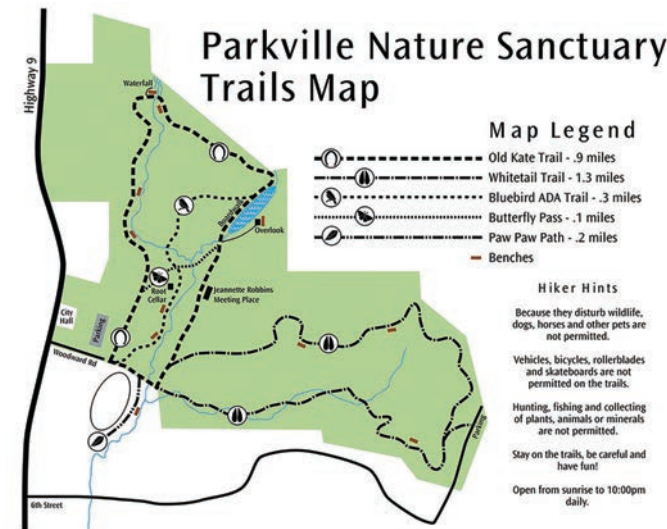 Parkville Nature Sanctuary
Trails Map
Highway 9
Waterfall
Boardwalk
Overlook
Root
Cellar
Jeannette Robbins
Meeting Place
City
Hall
Parking
Woodward Rd
6th Street
Parking
Map Legend
Old Kate Trail - .9 miles
Whitetail Trail - 1.3 miles
Bluebird ADA Trail - .3 miles
Butterfly Pass - .1 miles
Paw Paw Path - .2 miles
Benches
Hiker Hints
Because they disturb wildlife,
dogs, horses and other pets are
not permitted.
Vehicles, bicycles, rollerblades
and skateboards are not
permitted on the trails.
Hunting, fishing and collecting
of plants, animals or minerals
are not permitted.
Stay on the trails, be careful and
have fun!
Open from sunrise to 10:00pm
daily.